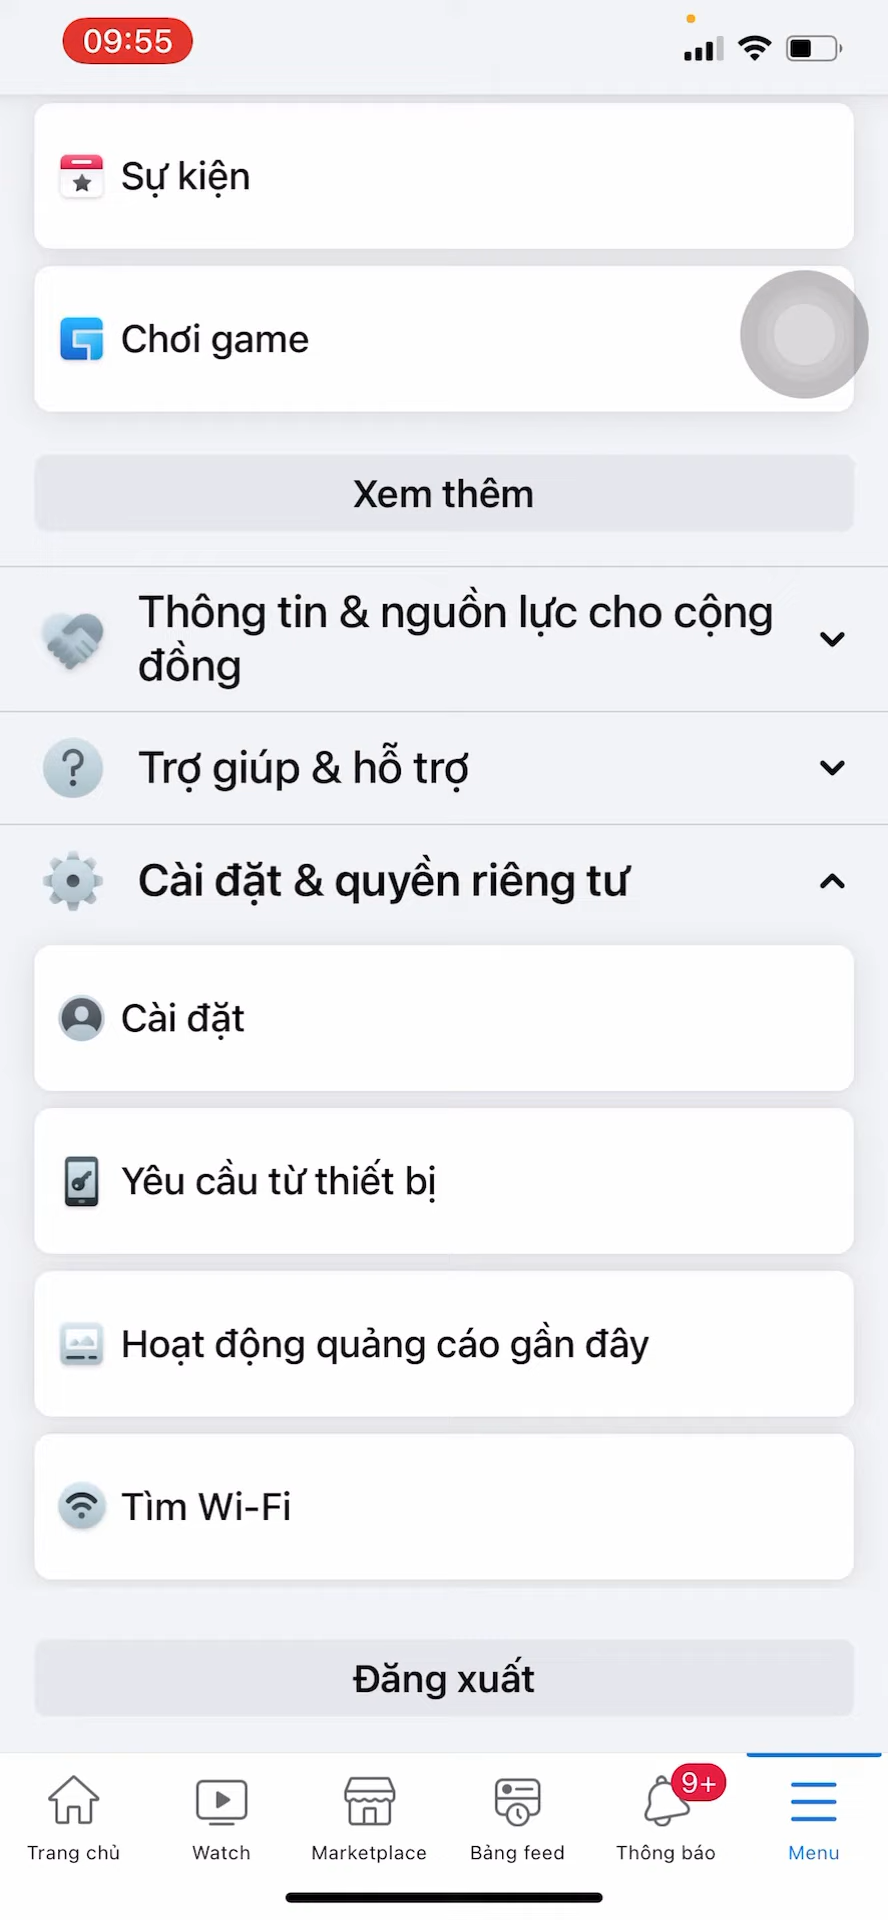 09:55
Sự kiện
Chơi game
Xem thêm
Thông tin & nguồn lực cho cộng
đồng
Trợ giúp & hỗ trợ
Cài đặt & quyền riêng tư
Cài đặt
Yêu cầu từ thiết bị
Hoạt động quảng cáo gần đây
Tìm Wi-Fi
Đăng xuất
9+
Trang chủ
Watch
Marketplace
Bảng feed
Thông báo
Menu